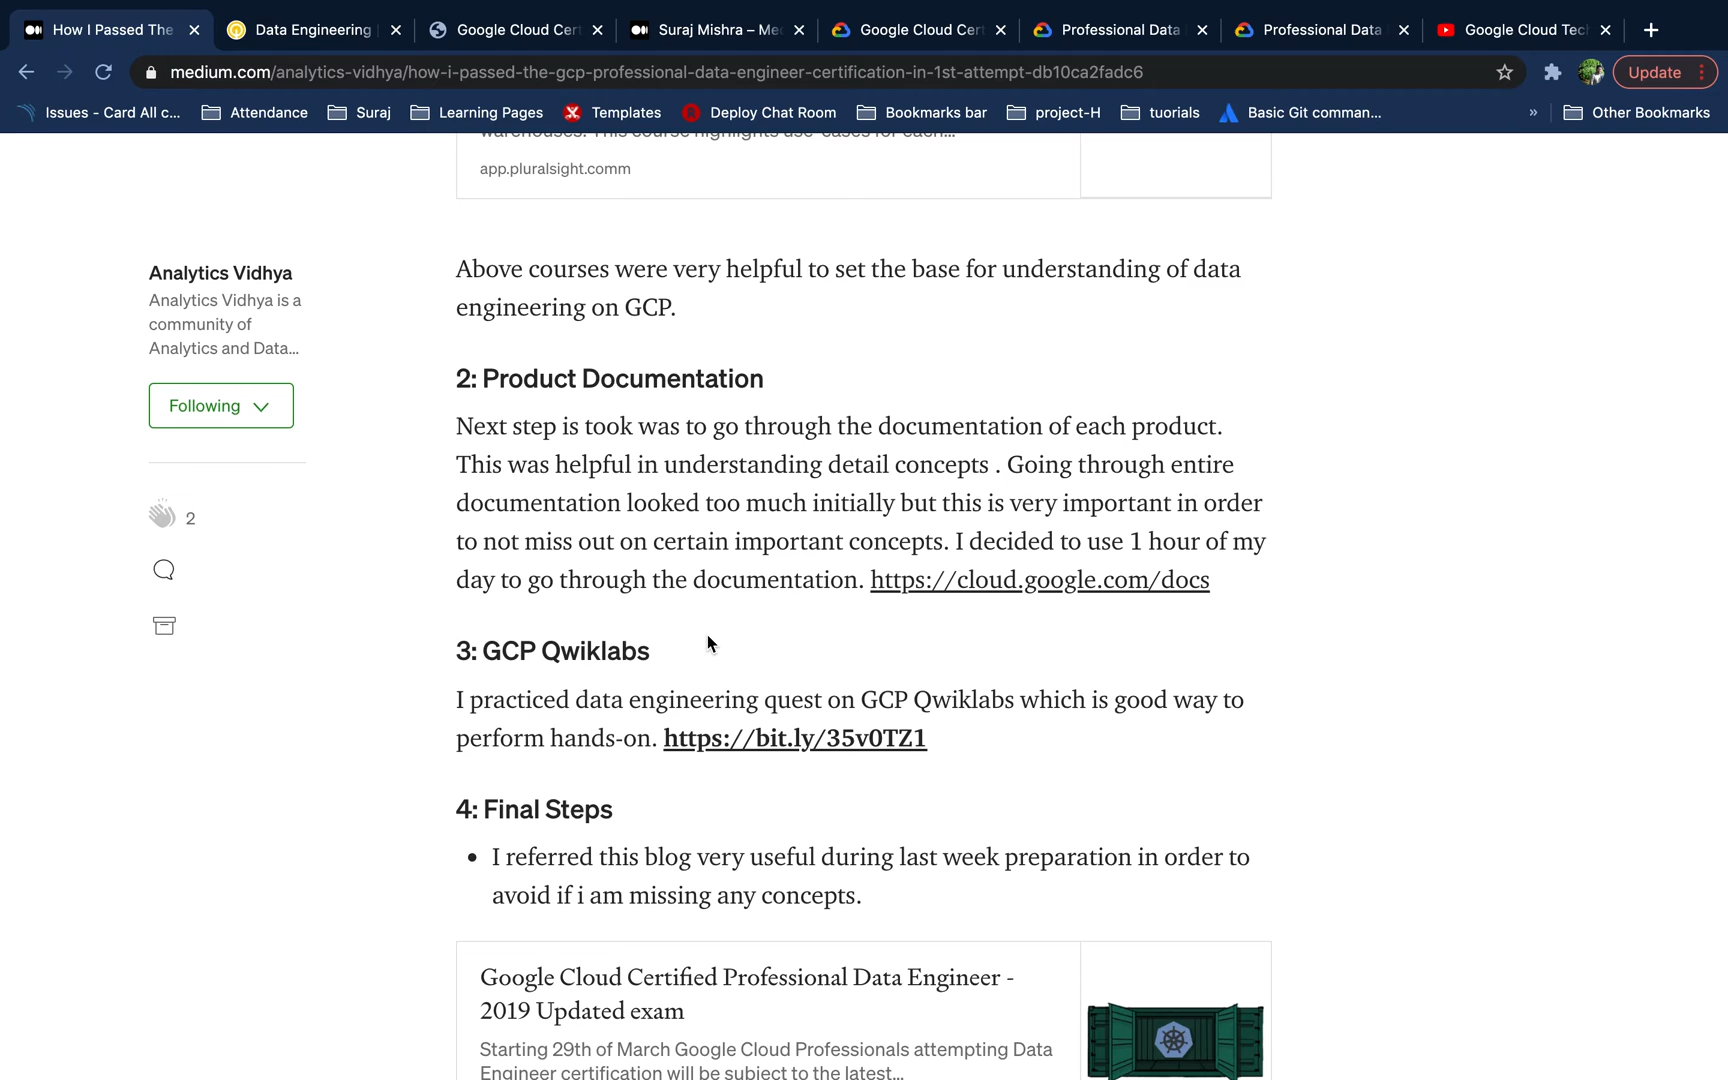 How I Passed The
Data Engineering
Google Cloud Cert
Suraj Mishra – Me
Google Cloud Cert
Professional Data
Professional Data
Google Cloud Tec
medium.com/analytics-vidhya/how-i-passed-the-gcp-professional-data-engineer-certification-in-1st-attempt-db10ca2fadc6
Update
Issues - Card All c...
Attendance
Suraj
Learning Pages
Templates
Deploy Chat Room
Bookmarks bar
project-H
tuorials
Basic Git comman...
»
Other Bookmarks
warehouses. This course highlights use-cases for each...
app.pluralsight.comm
Above courses were very helpful to set the base for understanding of data
engineering on GCP.
Analytics Vidhya
Analytics Vidhya is a
community of
Analytics and Data...
Following
2
2: Product Documentation
Next step is took was to go through the documentation of each product.
This was helpful in understanding detail concepts . Going through entire
documentation looked too much initially but this is very important in order
to not miss out on certain important concepts. I decided to use 1 hour of my
day to go through the documentation. https://cloud.google.com/docs
3: GCP Qwiklabs
I practiced data engineering quest on GCP Qwiklabs which is good way to
perform hands-on. https://bit.ly/35v0TZ1
4: Final Steps
• I referred this blog very useful during last week preparation in order to
avoid if i am missing any concepts.
Google Cloud Certified Professional Data Engineer -
2019 Updated exam
Starting 29th of March Google Cloud Professionals attempting Data
Engineer certification will be subject to the latest...